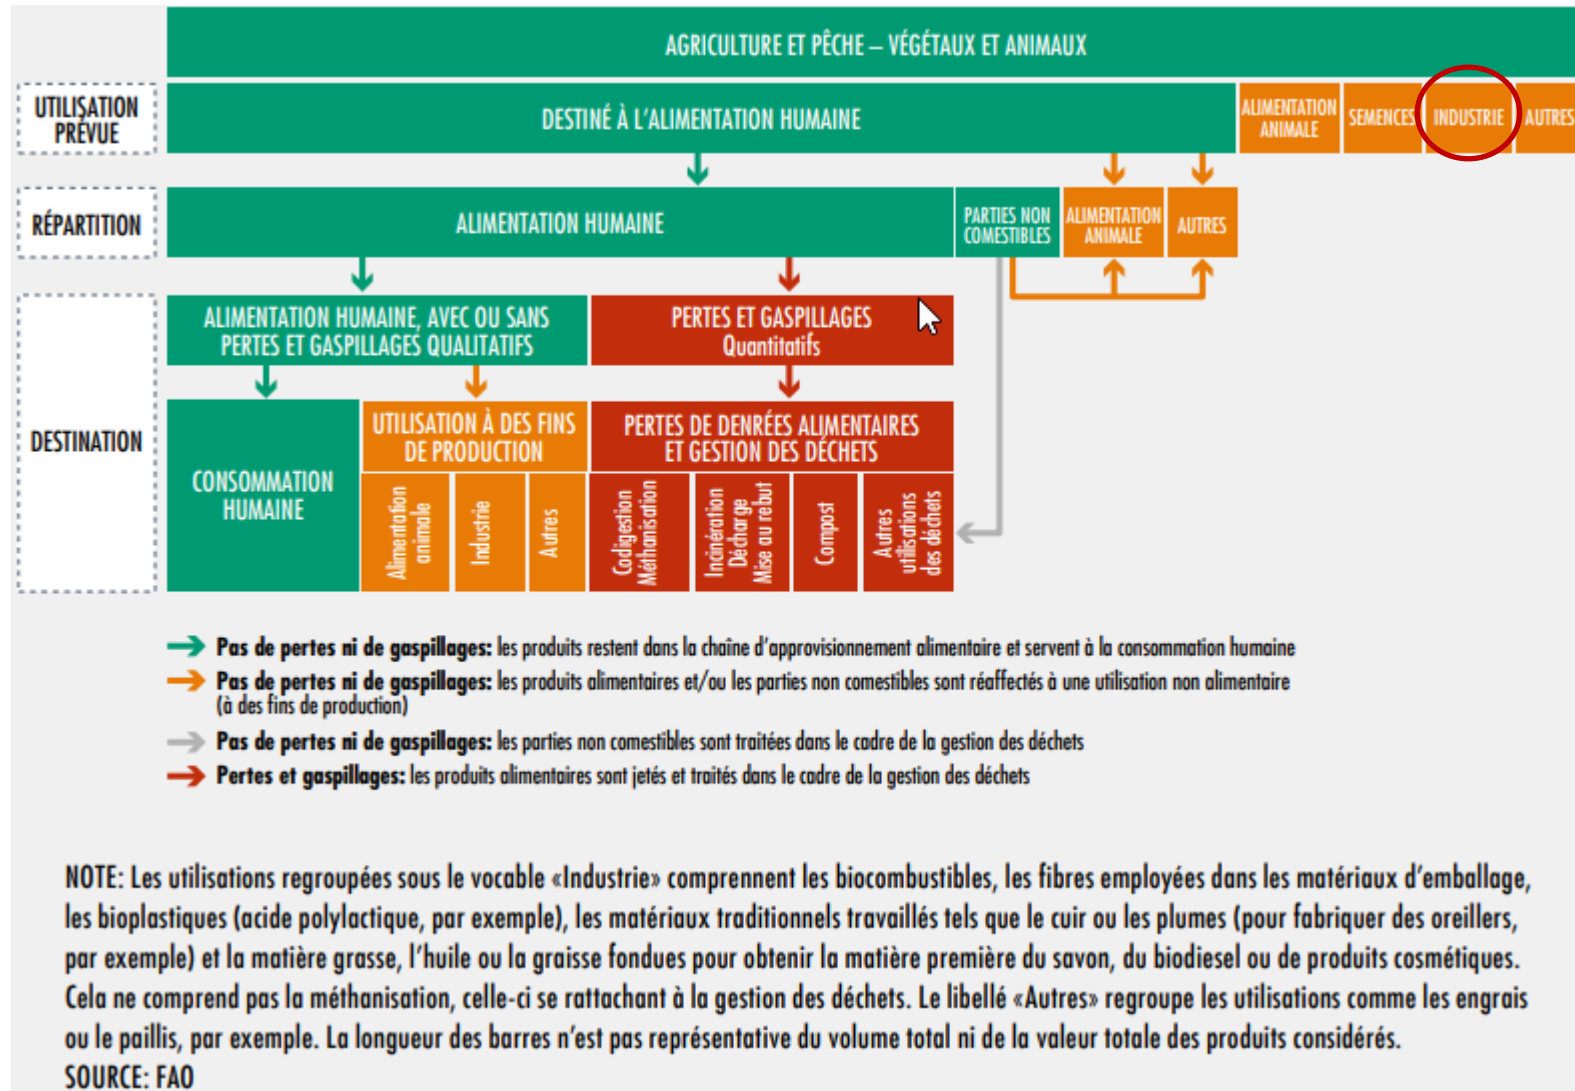 AGRICULTURE ET PÊCHE – VÉGÉTAUX ET ANIMAUX
UTILISATION
PRÉVUE
DESTINÉ À L'ALIMENTATION HUMAINE
ALIMENTATION
ANIMALE
SEMENCES
INDUSTRIE
AUTRES
RÉPARTITION
ALIMENTATION HUMAINE
PARTIES NON
COMESTIBLES
ALIMENTATION
ANIMALE
AUTRES
DESTINATION
ALIMENTATION HUMAINE, AVEC OU SANS
PERTES ET GASPILLAGES QUALITATIFS
PERTES ET GASPILLAGES
Quantitatifs
CONSOMMATION
HUMAINE
UTILISATION À DES FINS
DE PRODUCTION
Alimentation
animale
Industrie
Autres
PERTES DE DENRÉES ALIMENTAIRES
ET GESTION DES DÉCHETS
Codigestion
Méthanisation
Incinération
Décharge
Mise au rebut
Compost
Autres
utilisations
des déchets
Pas de pertes ni de gaspillages: les produits restent dans la chaîne d'approvisionnement alimentaire et servent à la consommation humaine
Pas de pertes ni de gaspillages: les produits alimentaires et/ou les parties non comestibles sont réaffectés à une utilisation non alimentaire
(à des fins de production)
Pas de pertes ni de gaspillages: les parties non comestibles sont traitées dans le cadre de la gestion des déchets
Pertes et gaspillages: les produits alimentaires sont jetés et traités dans le cadre de la gestion des déchets
NOTE: Les utilisations regroupées sous le vocable «Industrie» comprennent les biocombustibles, les fibres employées dans les matériaux d'emballage,
les bioplastiques (acide polylactique, par exemple), les matériaux traditionnels travaillés tels que le cuir ou les plumes (pour fabriquer des oreillers,
par exemple) et la matière grasse, l'huile ou la graisse fondues pour obtenir la matière première du savon, du biodiesel ou de produits cosmétiques.
Cela ne comprend pas la méthanisation, celle-ci se rattachant à la gestion des déchets. Le libellé «Autres» regroupe les utilisations comme les engrais
ou le paillis, par exemple. La longueur des barres n'est pas représentative du volume total ni de la valeur totale des produits considérés.
SOURCE: FAO